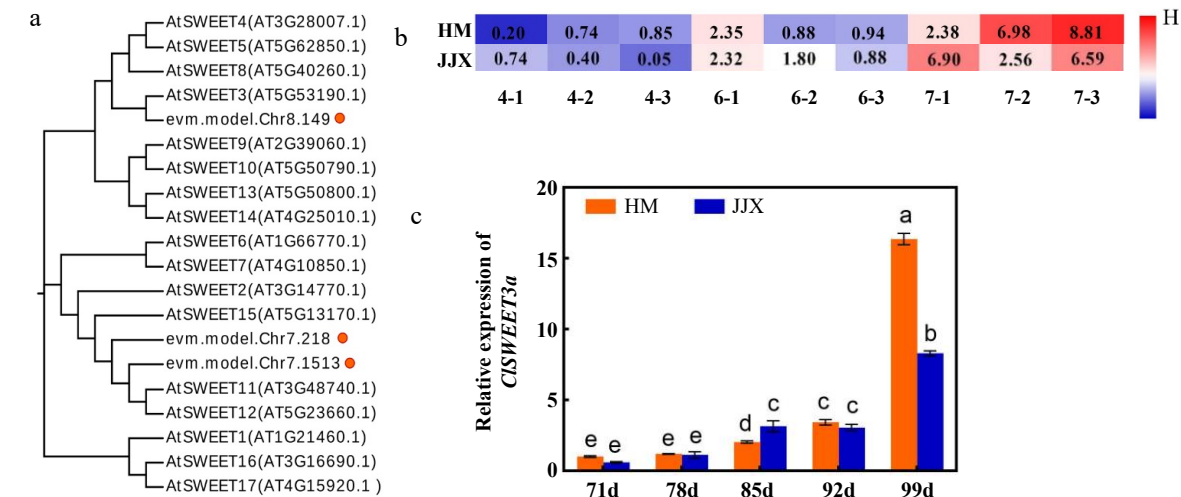 a
AtSWEET4(AT3G28007.1)
AtSWEET5(AT5G62850.1)
AtSWEET8(AT5G40260.1)
AtSWEET3(AT5G53190.1)
evm.model.Chr8.149
AtSWEET9(AT2G39060.1)
AtSWEET10(AT5G50790.1)
AtSWEET13(AT5G50800.1)
AtSWEET14(AT4G25010.1)
AtSWEET6(AT1G66770.1)
AtSWEET7(AT4G10850.1)
AtSWEET2(AT3G14770.1)
AtSWEET15(AT5G13170.1)
evm.model.Chr7.218
evm.model.Chr7.1513
AtSWEET11(AT3G48740.1)
AtSWEET12(AT5G23660.1)
AtSWEET1(AT1G21460.1)
AtSWEET16(AT3G16690.1)
AtSWEET17(AT4G15920.1 )
b
HM 0.20 0.74 0.85 2.35 0.88 0.94 2.38 6.98 8.81
JJX 0.74 0.40 0.05 2.32 1.80 0.88 6.90 2.56 6.59
4-1 4-2 4-3 6-1 6-2 6-3 7-1 7-2 7-3
H
c
Relative expression of
ClSWEET3a
20
15
10
5
0
HM JJX
e e e e d c c c a b
71d 78d 85d 92d 99d